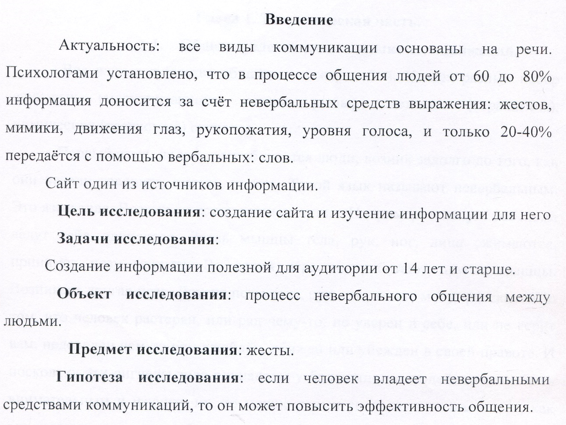 Введение
Актуальность: все виды коммуникации основаны на речи.
Психологами установлено, что в процессе общения людей от 60 до 80%
информация доносится за счёт невербальных средств выражения: жестов,
мимики, движения глаз, рукопожатия, уровня голоса, и только 20-40%
передаётся с помощью вербальных: слов.
Сайт один из источников информации.
Цель исследования: создание сайта и изучение информации для него
Задачи исследования:
Создание информации полезной для аудитории от 14 лет и старше.
Объект исследования: процесс невербального общения между
людьми.
Предмет исследования: жесты.
Гипотеза исследования: если человек владеет невербальными
средствами коммуникаций, то он может повысить эффективность общения.